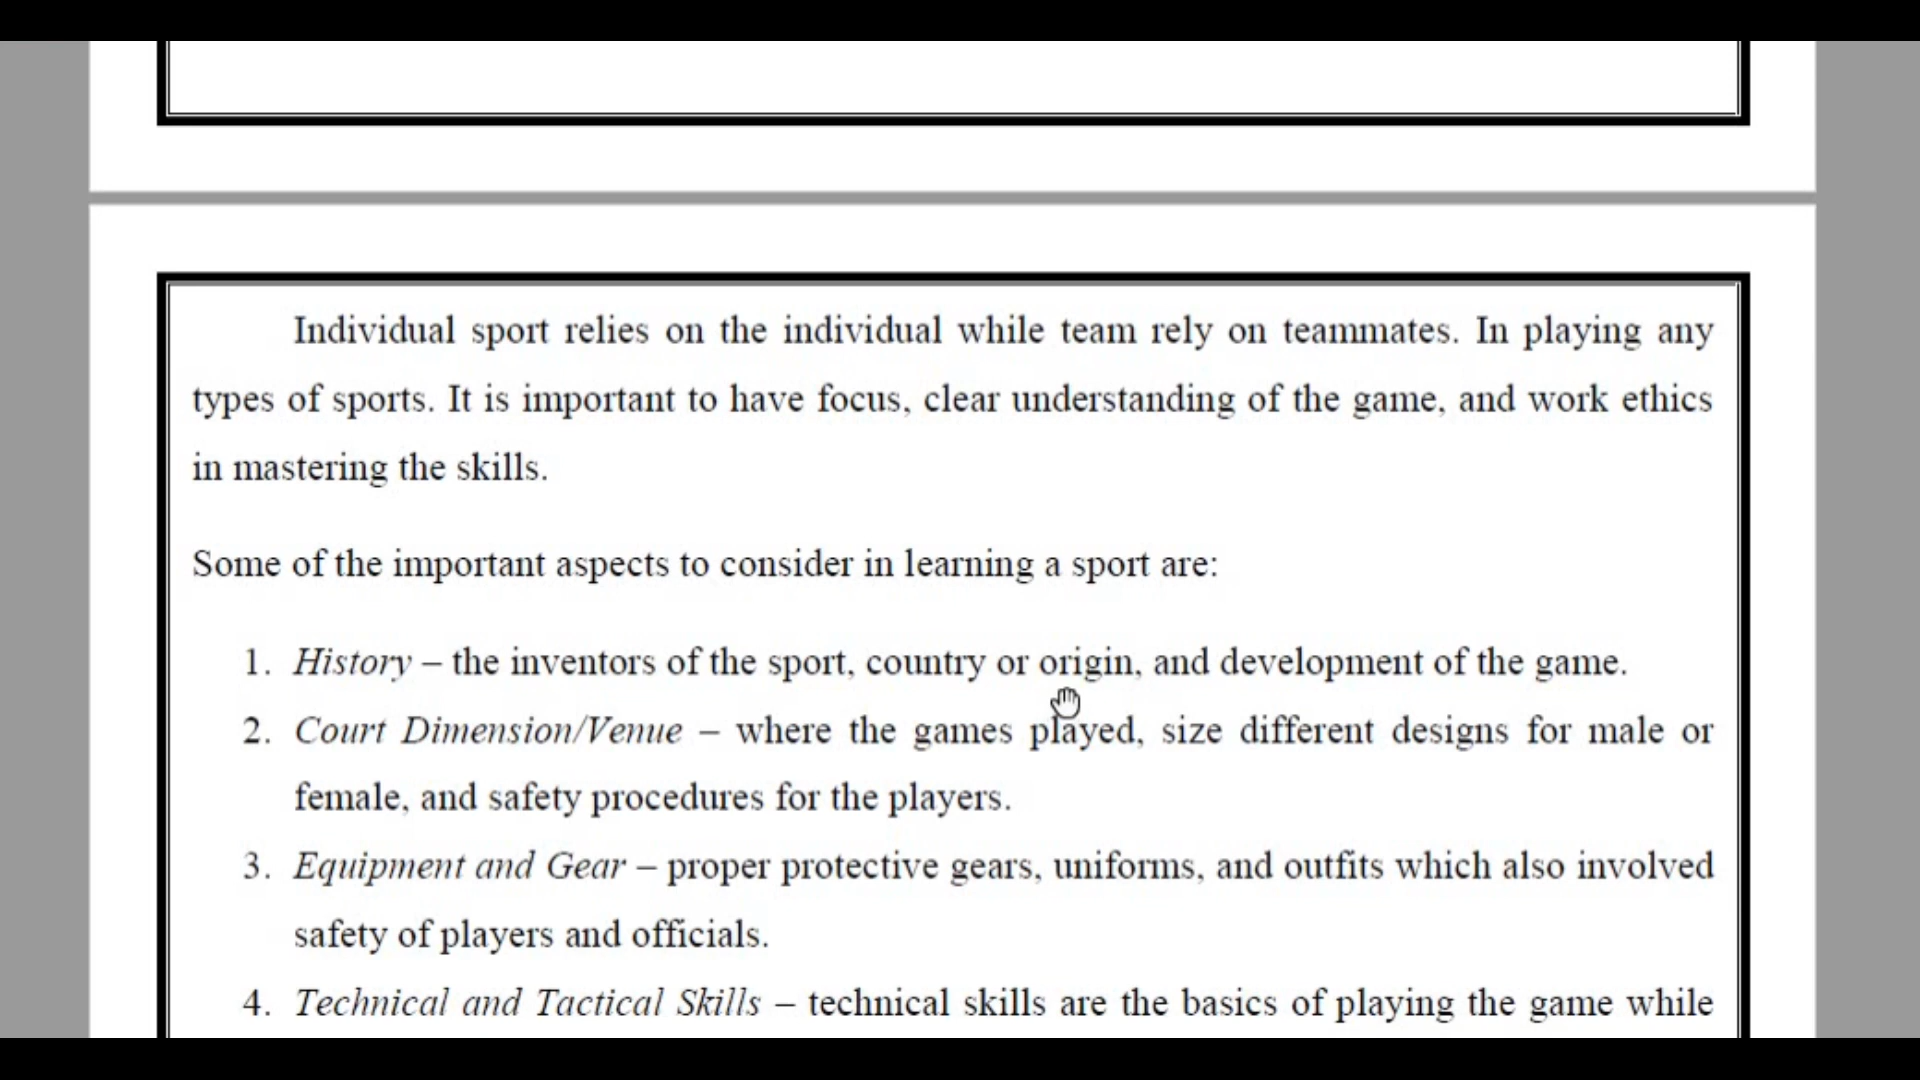 Individual sport relies on the individual while team rely on teammates. In playing any
types of sports. It is important to have focus, clear understanding of the game, and work ethics
in mastering the skills.
Some of the important aspects to consider in learning a sport are:
1. History – the inventors of the sport, country or origin, and development of the game.
2. Court Dimension/Venue – where the games played, size different designs for male or
female, and safety procedures for the players.
3. Equipment and Gear – proper protective gears, uniforms, and outfits which also involved
safety of players and officials.
4. Technical and Tactical Skills – technical skills are the basics of playing the game while